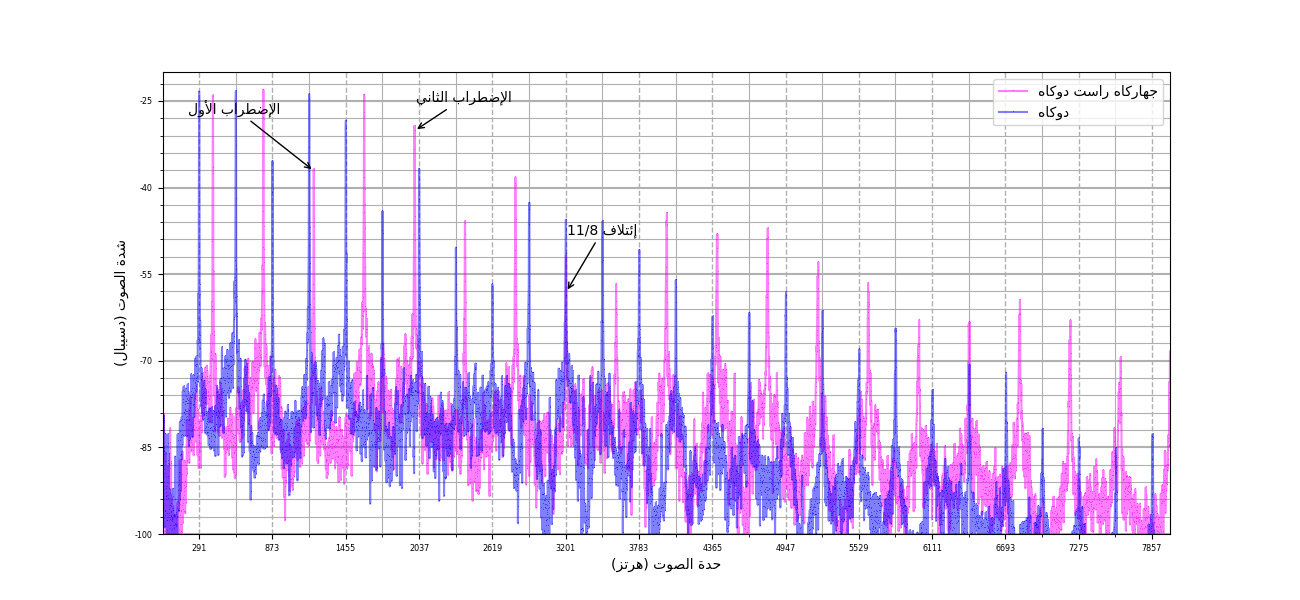 جهاركاه راست دوكاه
دوكاه
الإضطراب الثاني
الإضطراب الأول
إئتلاف 11/8
شدة الصوت (دسيبال)
-25
-40
-55
-70
-85
-100
291 873 1455 2037 2619 3201 3783 4365 4947 5529 6111 6693 7275 7857
حدة الصوت (هرتز)